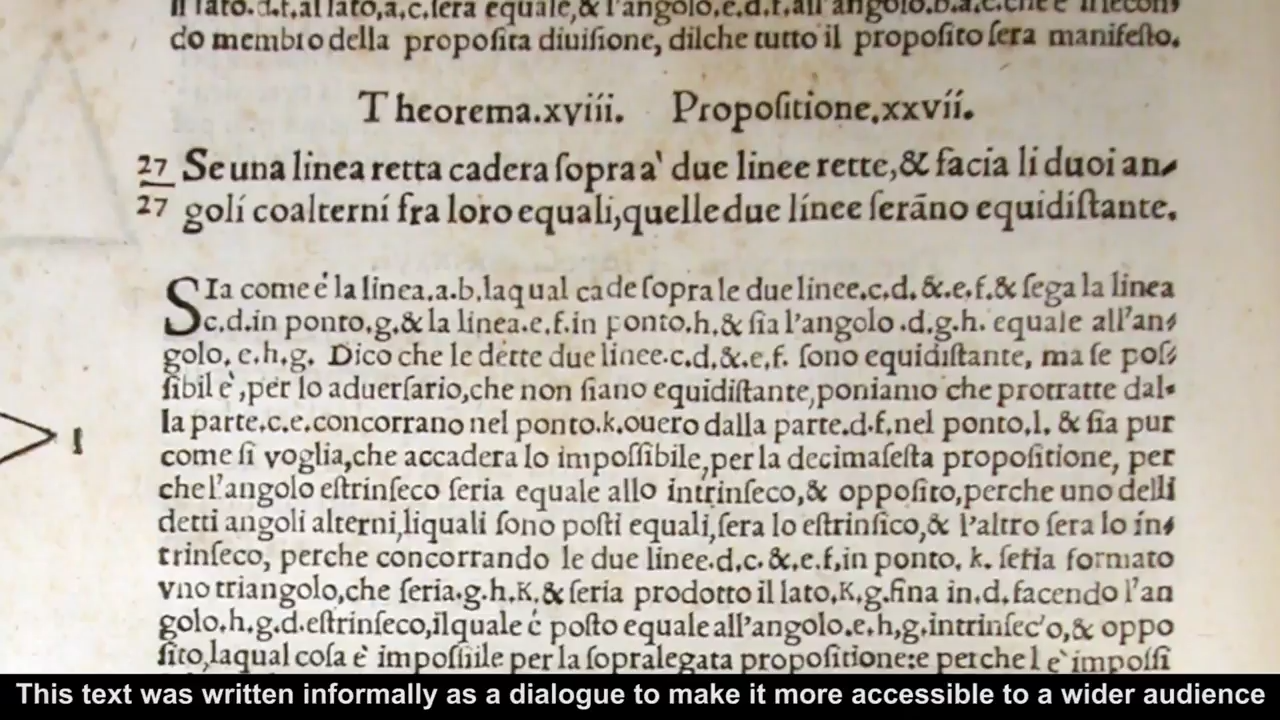 il lato.d.f.al lato,a,c.sera equale,& l'angolo,e.d.f.all'angolo.b.a.c.che è il secon
do membro della proposita diuisione, dilche tutto il proposito sera manifesto.
Theorema.xviii. Propositione.xxvii.
27 Se una linea retta cadera sopra a' due linee rette,& facia li duoi an-
27 goli coalterni fra loro equali,quelle due linee serāno equidistante.
SIa come é la linea.a.b.laqual cade sopra le due linee.c.d.&.e.f.& sega la linea
c.d.in ponto.g.& la linea.e.f.in ponto.h.& sia l'angolo.d.g.h. equale all'an-
golo, e.h.g. Dico che le dette due linee.c.d.&.e.f. sono equidistante, ma se pos-
sibil è,per lo aduersario,che non siano equidistante,poniamo che protratte dal-
la parte.c.e.concorrano nel ponto.k.ouero dalla parte.d.f.nel ponto,l. & sia pur
come si voglia,che accadera lo impossibile,per la decimasesta propositione, per
1
che l'angolo estrinseco seria equale allo intrinseco,& opposito,perche uno delli
detti angoli alterni,liquali sono posti equali,sera lo estrinsico,& l'altro sera lo in-
trinseco, perche concorrando le due linee.d.c.&.e.f,in ponto. k. seria formato
vno triangolo,che seria.g.h.K.& seria prodotto il lato,K.g.fina in.d.facendo l'an
golo.h.g.d.estrinseco,ilquale é posto equale all'angolo.e.h,g.intrinsec'o,& oppo
sito,laqual cosa è impossiile per la sopralegata propositione:e perche l è impossi
This text was written informally as a dialogue to make it more accessible to a wider audience